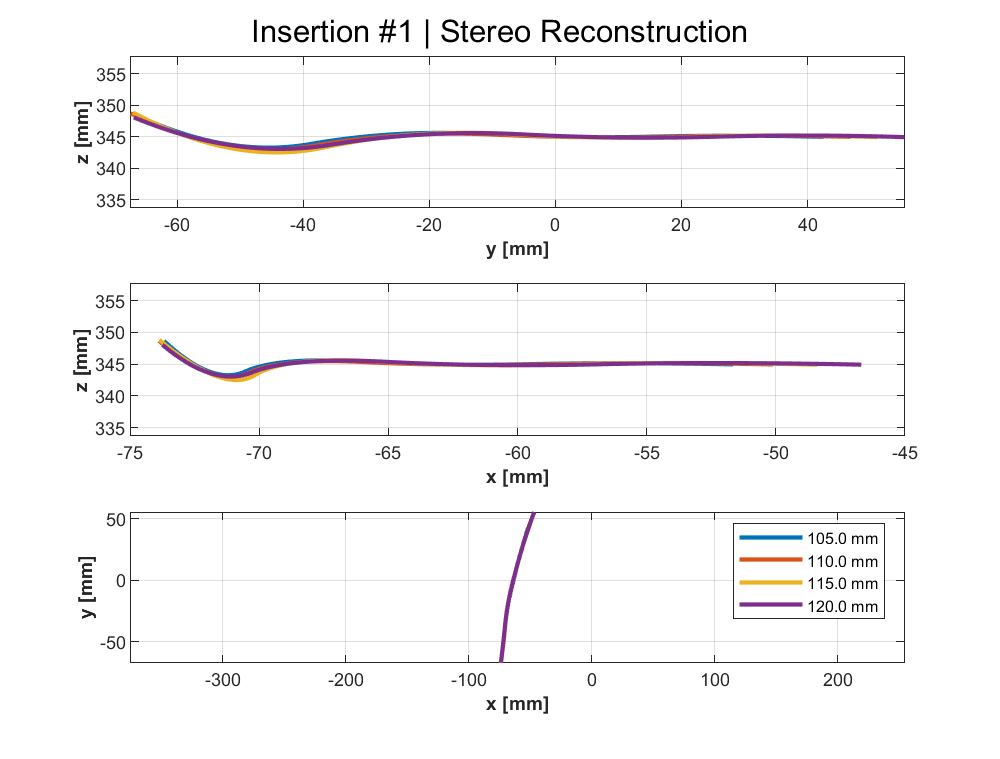 Insertion #1 | Stereo Reconstruction
355
350
345
340
335
z [mm]
-60 -40 -20 0 20 40
y [mm]
355
350
345
340
335
z [mm]
-75 -70 -65 -60 -55 -50 -45
x [mm]
50
0
-50
y [mm]
105.0 mm
110.0 mm
115.0 mm
120.0 mm
-300 -200 -100 0 100 200
x [mm]